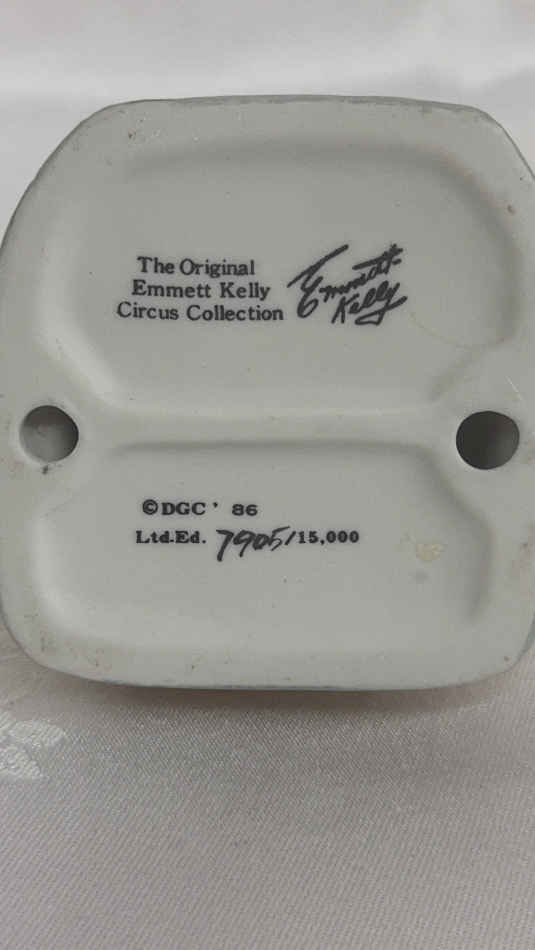 The Original
Emmett Kelly
Circus Collection
Emmett
Kelly
©DGC '86
Ltd.Ed. 7905/15,000